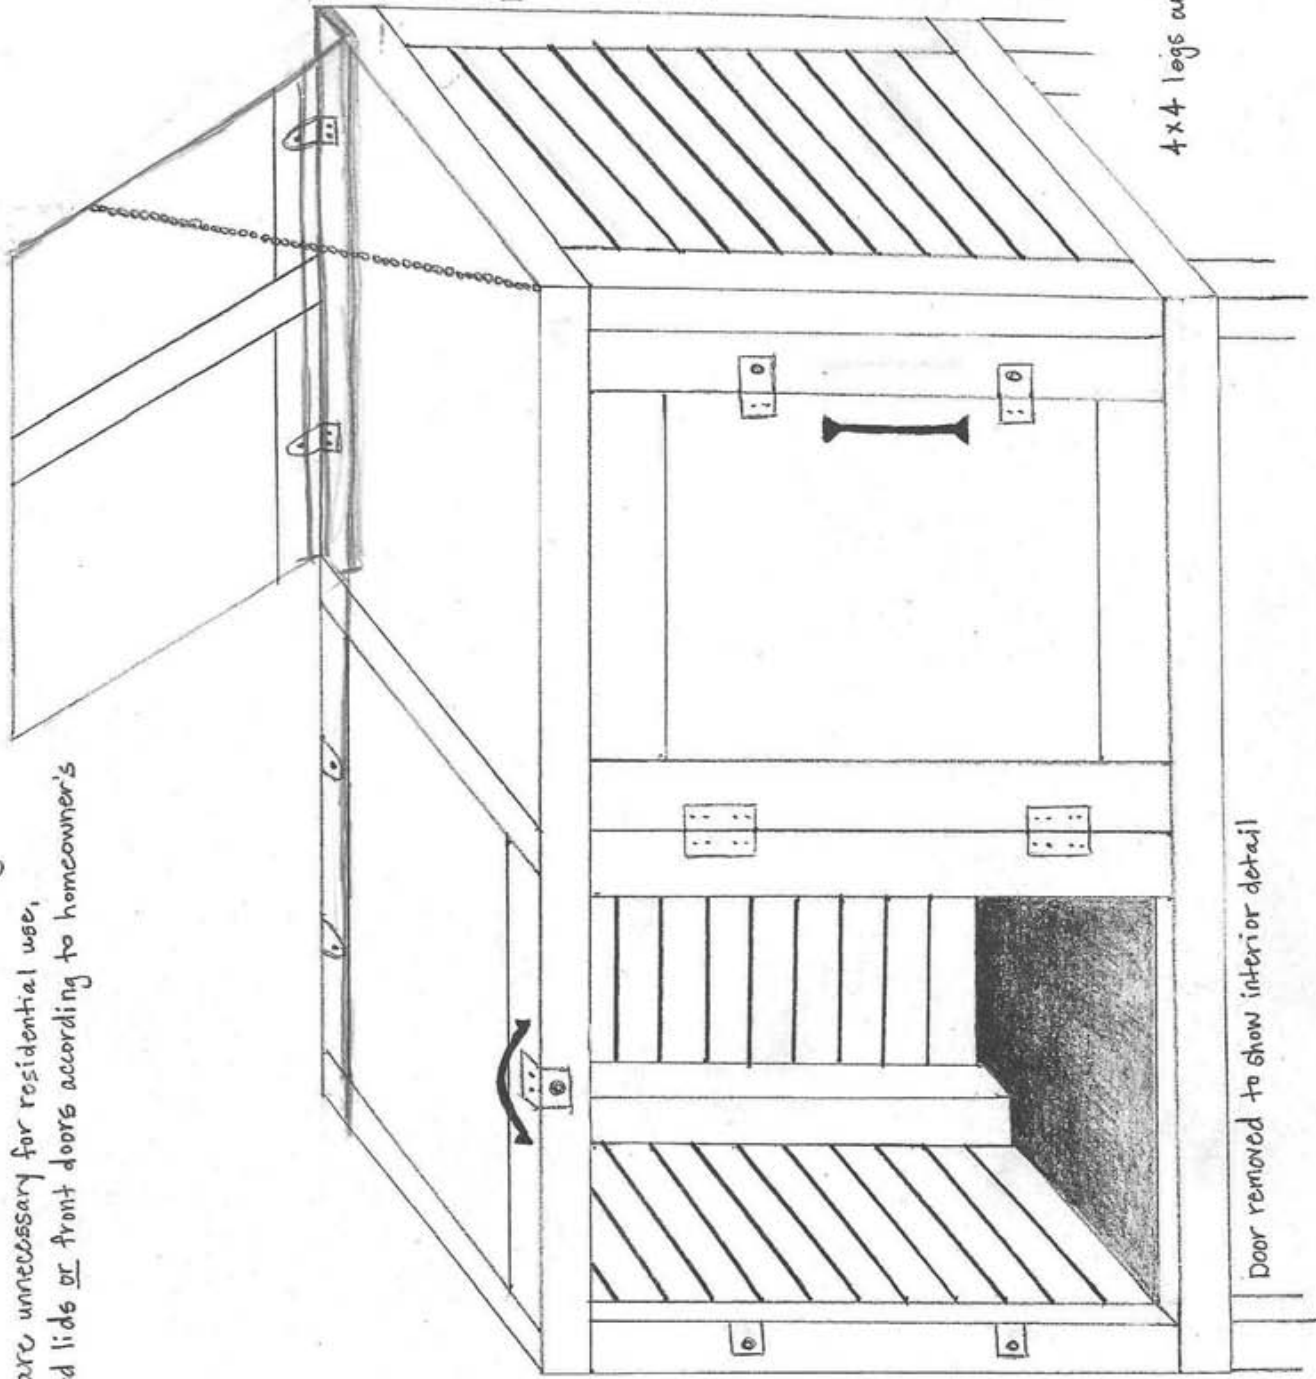 are unnecessary for residential use,
lids or front doors according to homeowner's
4x4 legs
Door removed to show interior detail